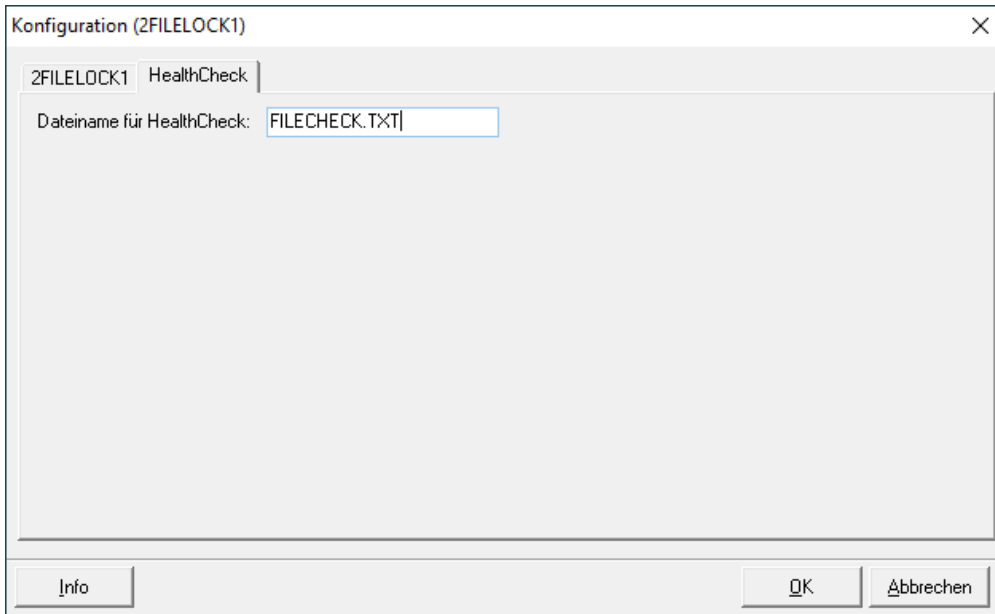 Konfiguration (2FILELOCK1)
2FILELOCK1 HealthCheck
Dateiname für HealthCheck: FILECHECK.TXT
Info OK Abbrechen